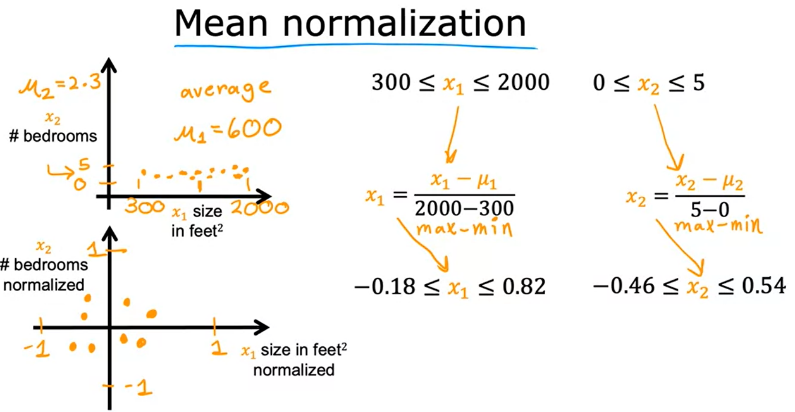 Mean normalization
μ₂=2.3
x₂
# bedrooms
average
μ₁=600
5
0
300
x₁ size
in feet²
2000
300 ≤ x₁ ≤ 2000
x₁ = (x₁ − μ₁)/(2000−300)
max-min
−0.18 ≤ x₁ ≤ 0.82
0 ≤ x₂ ≤ 5
x₂ = (x₂ − μ₂)/(5−0)
max-min
−0.46 ≤ x₂ ≤ 0.54
x₂
# bedrooms
normalized
1
-1
1
x₁ size in feet²
normalized
-1